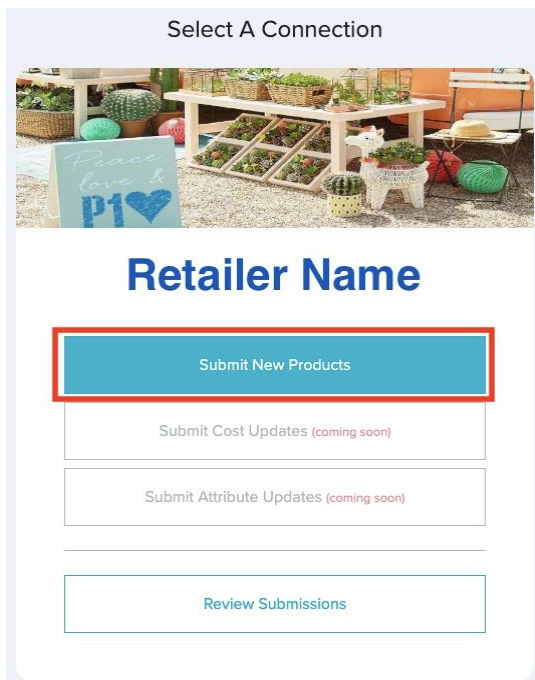 Select A Connection
Peace,
love &
P1
Retailer Name
Submit New Products
Submit Cost Updates (coming soon)
Submit Attribute Updates (coming soon)
Review Submissions